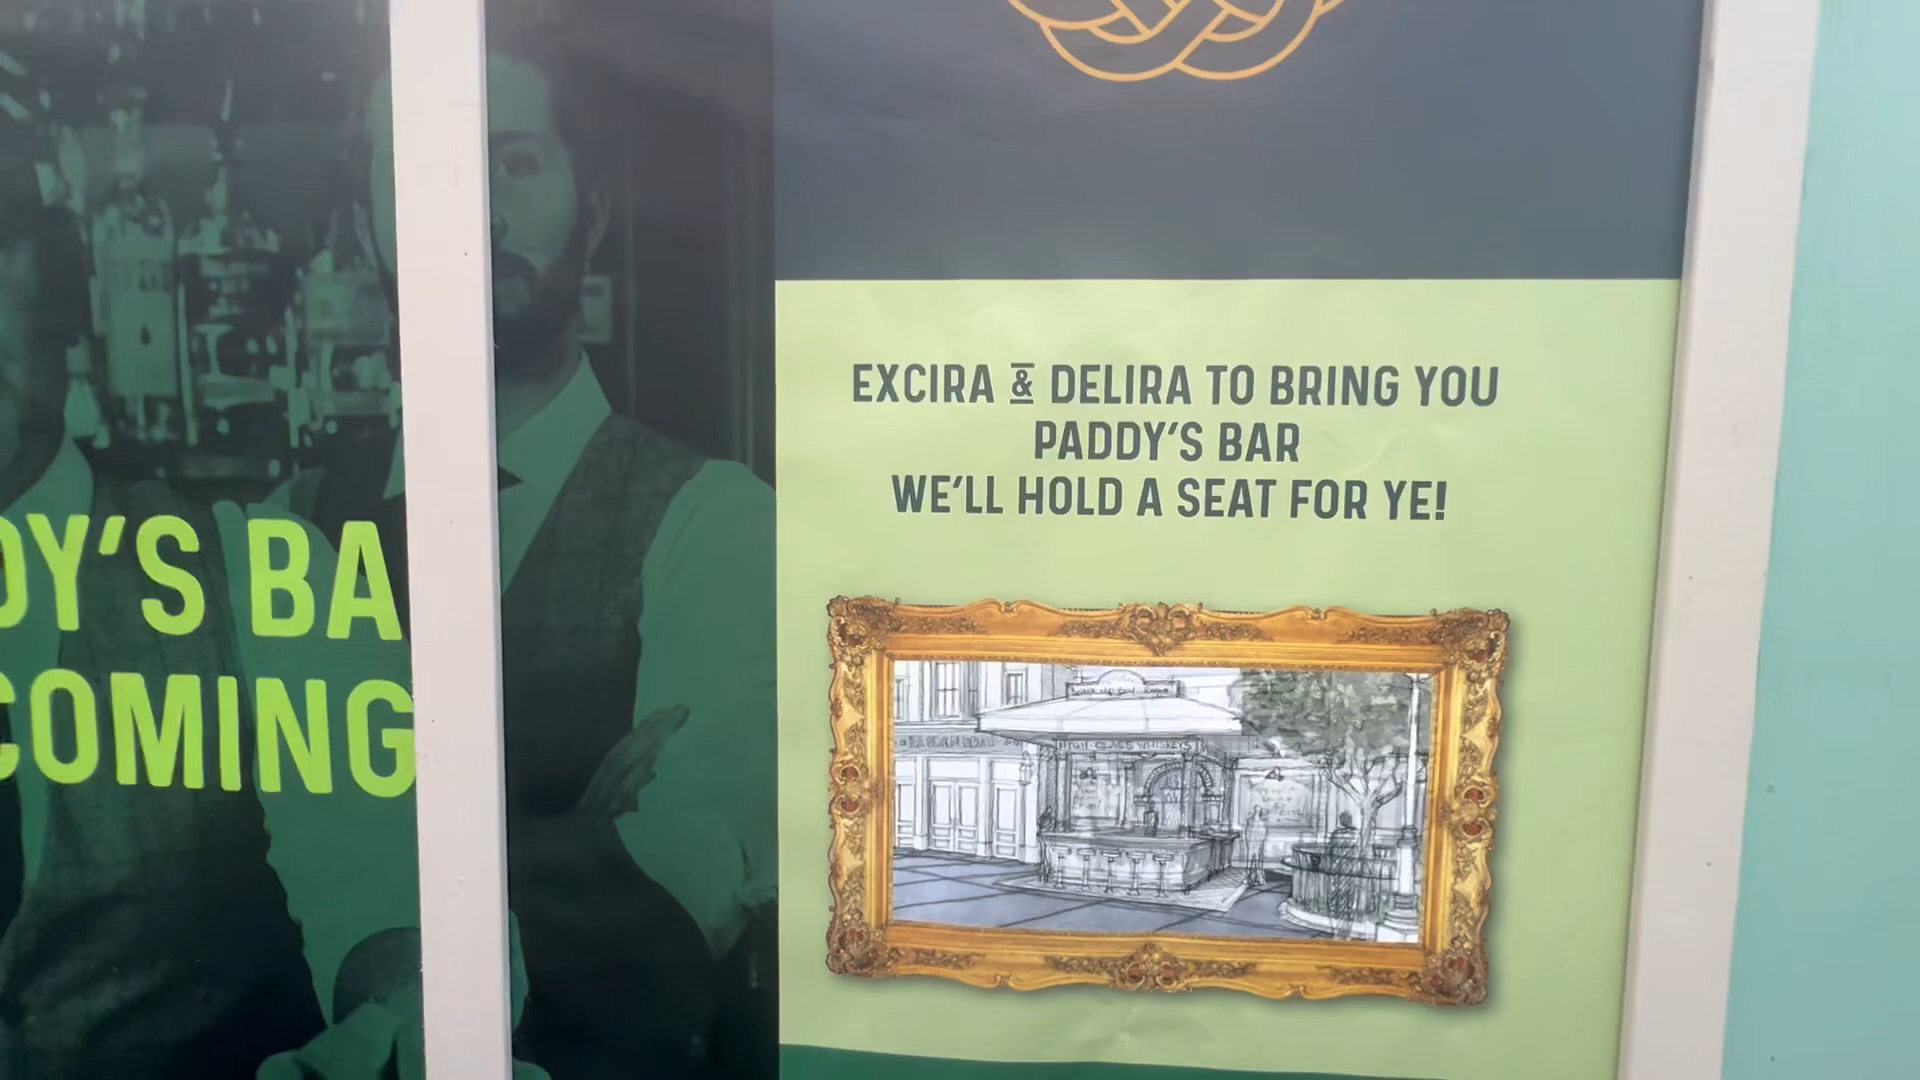 DY'S BA
COMING
EXCIRA & DELIRA TO BRING YOU
PADDY'S BAR
WE'LL HOLD A SEAT FOR YE!